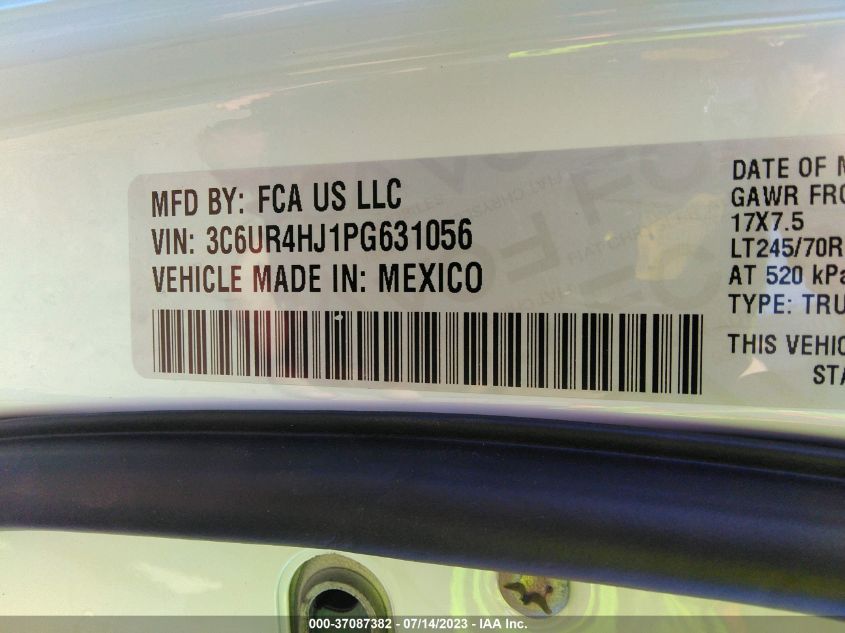 MFD BY: FCA US LLC
VIN: 3C6UR4HJ1PG631056
VEHICLE MADE IN: MEXICO
DATE OF M
GAWR FRO
17X7.5
LT245/70R
AT 520 kPa
TYPE: TRU
THIS VEHIC
STA
000-37087382 - 07/14/2023 - IAA Inc.